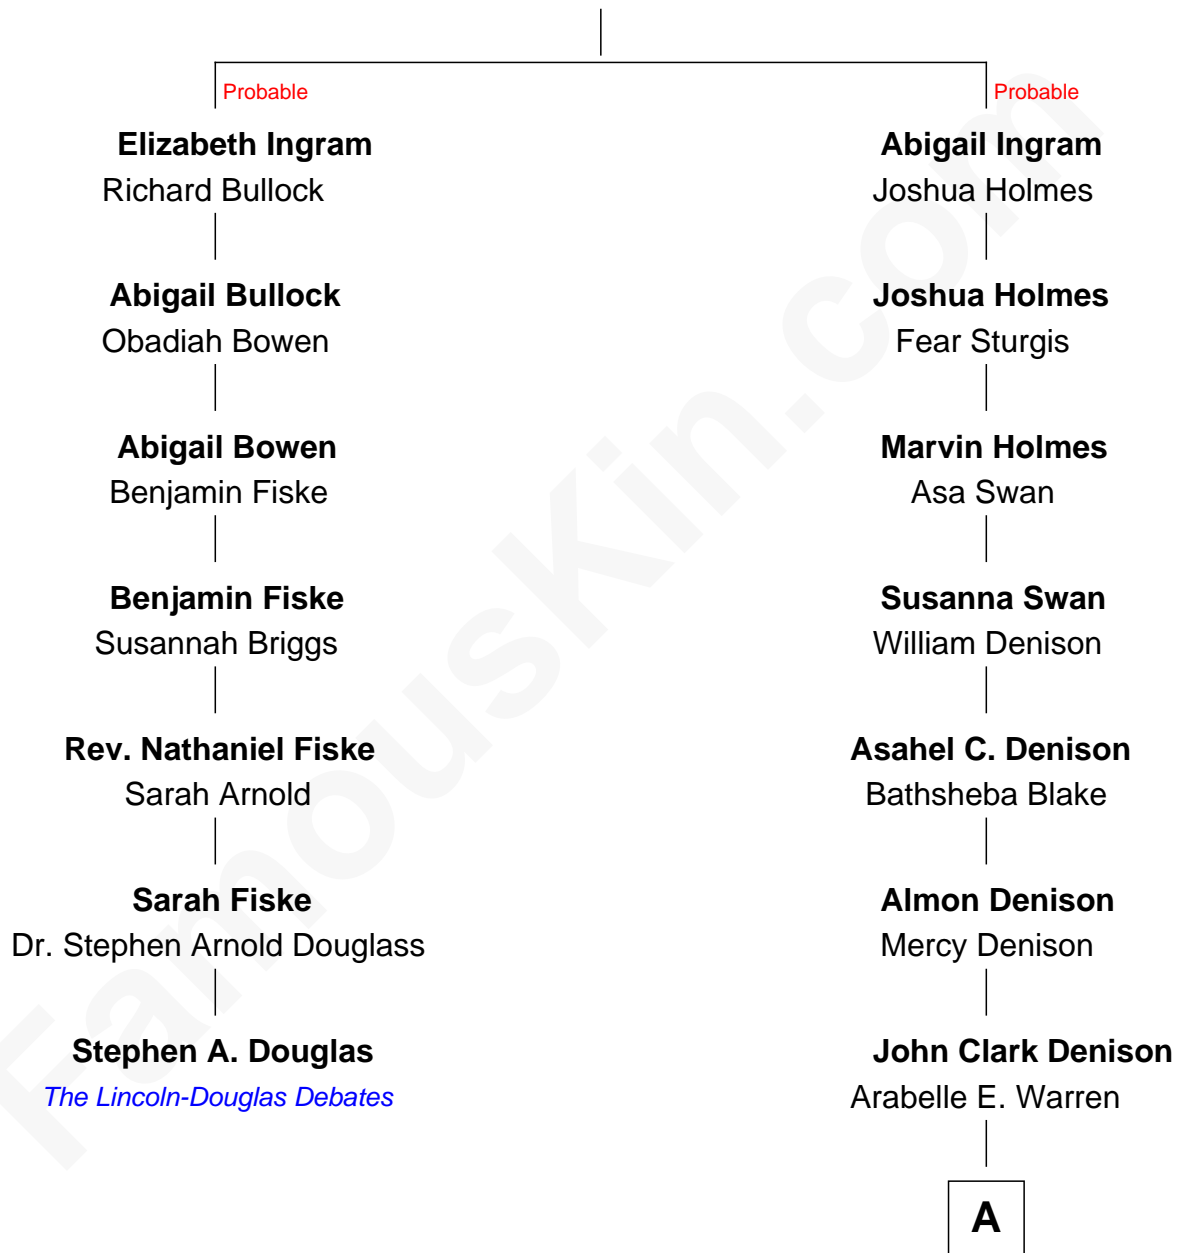 Probable
Elizabeth Ingram
Richard Bullock
Abigail Bullock
Obadiah Bowen
Abigail Bowen
Benjamin Fiske
Benjamin Fiske
Susannah Briggs
Rev. Nathaniel Fiske
Sarah Arnold
Sarah Fiske
Dr. Stephen Arnold Douglass
Stephen A. Douglas
The Lincoln-Douglas Debates
Probable
Abigail Ingram
Joshua Holmes
Joshua Holmes
Fear Sturgis
Marvin Holmes
Asa Swan
Susanna Swan
William Denison
Asahel C. Denison
Bathsheba Blake
Almon Denison
Mercy Denison
John Clark Denison
Arabelle E. Warren
A
FamousKin.com